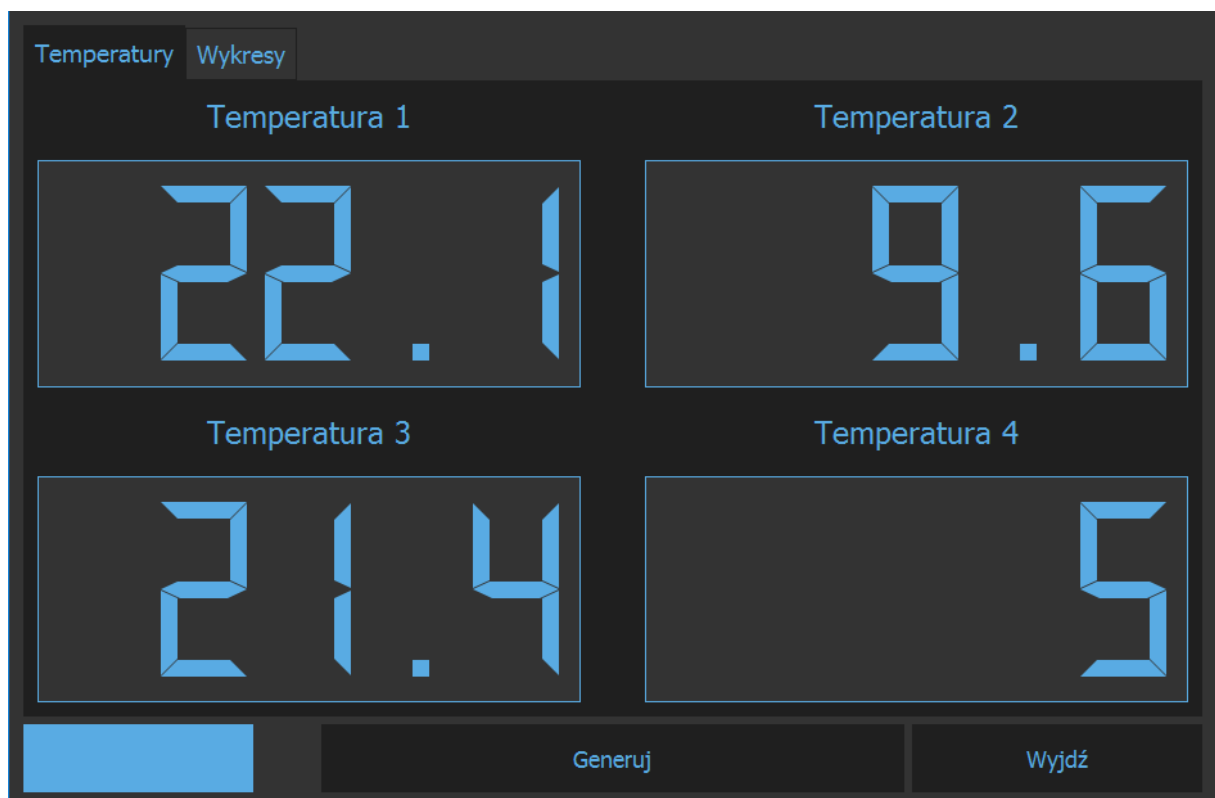 Temperatury Wykresy
Temperatura 1 Temperatura 2
22.1 9.6
Temperatura 3 Temperatura 4
21.4 5
Generuj Wyjdź